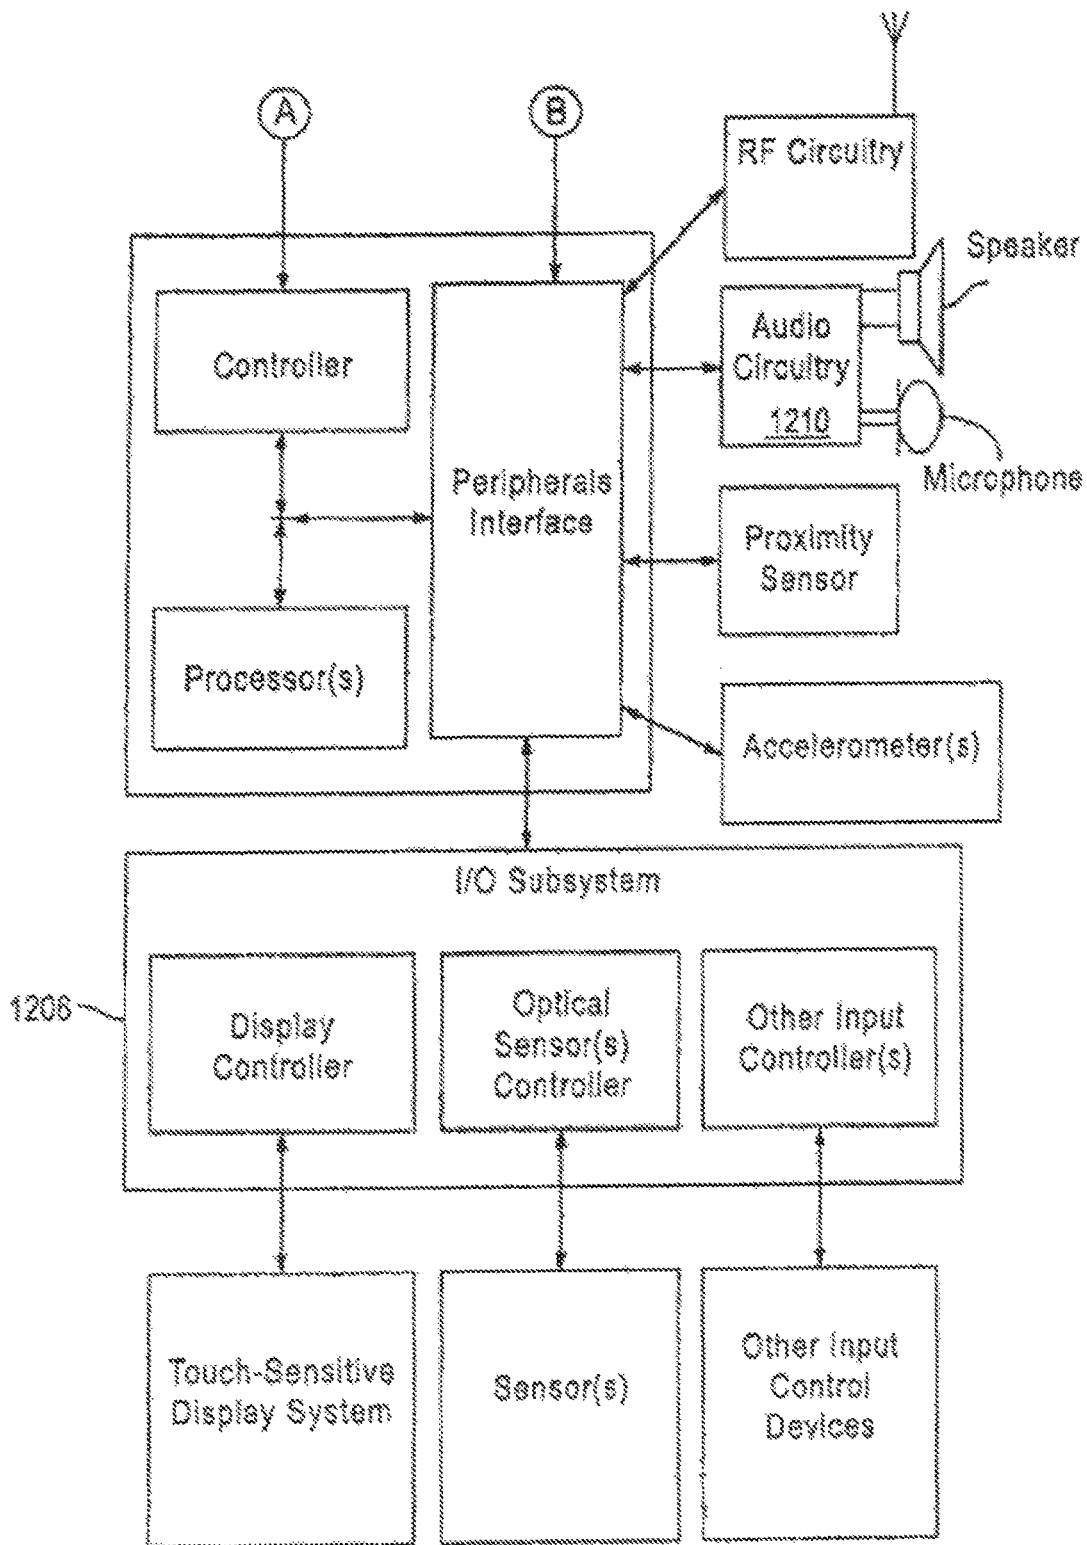 A
B
RF Circuitry
Speaker
Controller
Audio
Circuitry
1210
Microphone
Peripherals
Interface
Proximity
Sensor
Processor(s)
Accelerometer(s)
I/O Subsystem
1206
Display
Controller
Optical
Sensor(s)
Controller
Other Input
Controller(s)
Touch-Sensitive
Display System
Sensor(s)
Other Input
Control
Devices